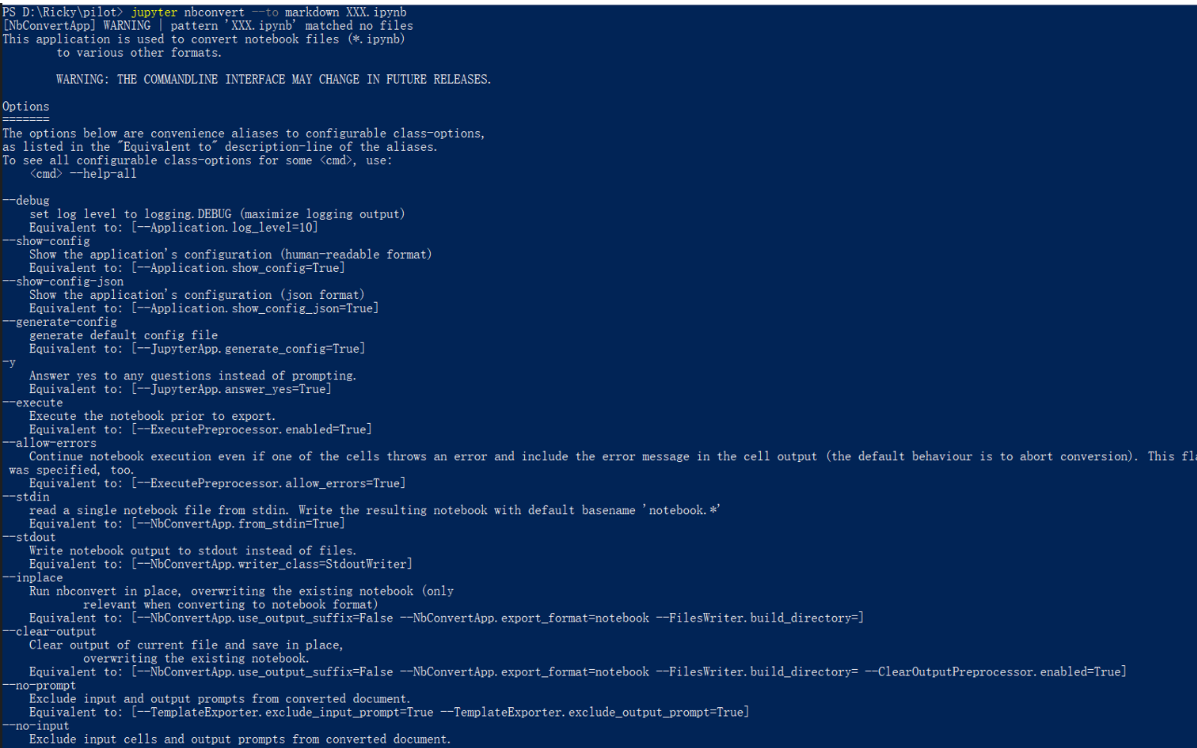 PS D:\Ricky\pilot> jupyter nbconvert --to markdown XXX.ipynb
[NbConvertApp] WARNING | pattern 'XXX.ipynb' matched no files
This application is used to convert notebook files (*.ipynb)
        to various other formats.
        WARNING: THE COMMANDLINE INTERFACE MAY CHANGE IN FUTURE RELEASES.
Options
=======
The options below are convenience aliases to configurable class-options,
as listed in the "Equivalent to" description-line of the aliases.
To see all configurable class-options for some <cmd>, use:
    <cmd> --help-all
--debug
    set log level to logging.DEBUG (maximize logging output)
    Equivalent to: [--Application.log_level=10]
--show-config
    Show the application's configuration (human-readable format)
    Equivalent to: [--Application.show_config=True]
--show-config-json
    Show the application's configuration (json format)
    Equivalent to: [--Application.show_config_json=True]
--generate-config
    generate default config file
    Equivalent to: [--JupyterApp.generate_config=True]
-y
    Answer yes to any questions instead of prompting.
    Equivalent to: [--JupyterApp.answer_yes=True]
--execute
    Execute the notebook prior to export.
    Equivalent to: [--ExecutePreprocessor.enabled=True]
--allow-errors
    Continue notebook execution even if one of the cells throws an error and include the error message in the cell output (the default behaviour is to abort conversion). This fla
 was specified, too.
    Equivalent to: [--ExecutePreprocessor.allow_errors=True]
--stdin
    read a single notebook file from stdin. Write the resulting notebook with default basename 'notebook.*'
    Equivalent to: [--NbConvertApp.from_stdin=True]
--stdout
    Write notebook output to stdout instead of files.
    Equivalent to: [--NbConvertApp.writer_class=StdoutWriter]
--inplace
    Run nbconvert in place, overwriting the existing notebook (only
            relevant when converting to notebook format)
    Equivalent to: [--NbConvertApp.use_output_suffix=False --NbConvertApp.export_format=notebook --FilesWriter.build_directory=]
--clear-output
    Clear output of current file and save in place,
            overwriting the existing notebook.
    Equivalent to: [--NbConvertApp.use_output_suffix=False --NbConvertApp.export_format=notebook --FilesWriter.build_directory= --ClearOutputPreprocessor.enabled=True]
--no-prompt
    Exclude input and output prompts from converted document.
    Equivalent to: [--TemplateExporter.exclude_input_prompt=True --TemplateExporter.exclude_output_prompt=True]
--no-input
    Exclude input cells and output prompts from converted document.